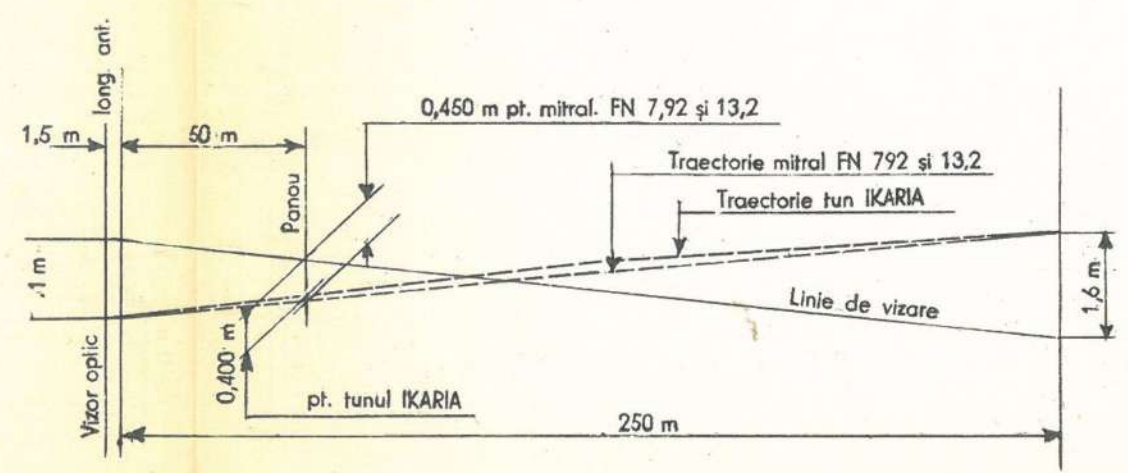 long. ant.
1,5 m
50 m
0,450 m pt. mitral. FN 7,92 și 13,2
Traectorie mitral FN 792 și 13,2
Traectorie tun IKARIA
Panou
1 m
1,6 m
Linie de vizare
Vizor optic
0,400 m
pt. tunul IKARIA
250 m